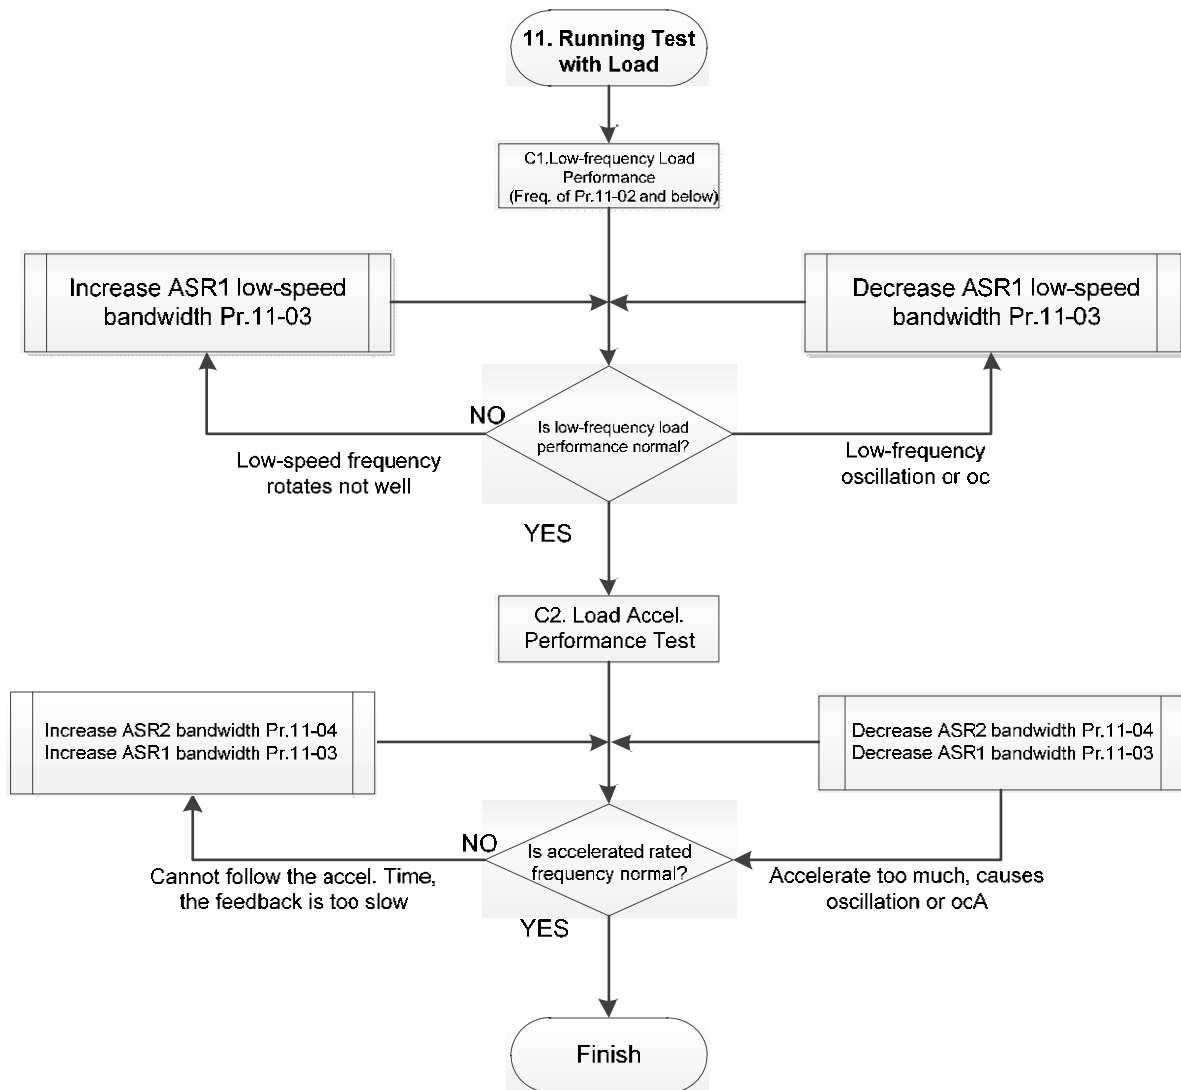 11. Running Test
with Load
C1.Low-frequency Load
Performance
(Freq. of Pr.11-02 and below)
Increase ASR1 low-speed
bandwidth Pr.11-03
Decrease ASR1 low-speed
bandwidth Pr.11-03
NO
Is low-frequency load
performance normal?
Low-speed frequency
rotates not well
Low-frequency
oscillation or oc
YES
C2. Load Accel.
Performance Test
Increase ASR2 bandwidth Pr.11-04
Increase ASR1 bandwidth Pr.11-03
Decrease ASR2 bandwidth Pr.11-04
Decrease ASR1 bandwidth Pr.11-03
NO
Is accelerated rated
frequency normal?
Cannot follow the accel. Time,
the feedback is too slow
Accelerate too much, causes
oscillation or ocA
YES
Finish